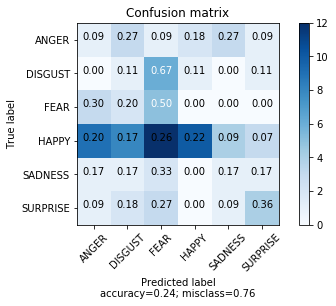 Confusion matrix
True label
ANGER 0.09 0.27 0.09 0.18 0.27 0.09
DISGUST 0.00 0.11 0.67 0.11 0.00 0.11
FEAR 0.30 0.20 0.50 0.00 0.00 0.00
HAPPY 0.20 0.17 0.26 0.22 0.09 0.07
SADNESS 0.17 0.17 0.33 0.00 0.17 0.17
SURPRISE 0.09 0.18 0.27 0.00 0.09 0.36
ANGER DISGUST FEAR HAPPY SADNESS SURPRISE
Predicted label
accuracy=0.24; misclass=0.76
12
10
8
6
4
2
0